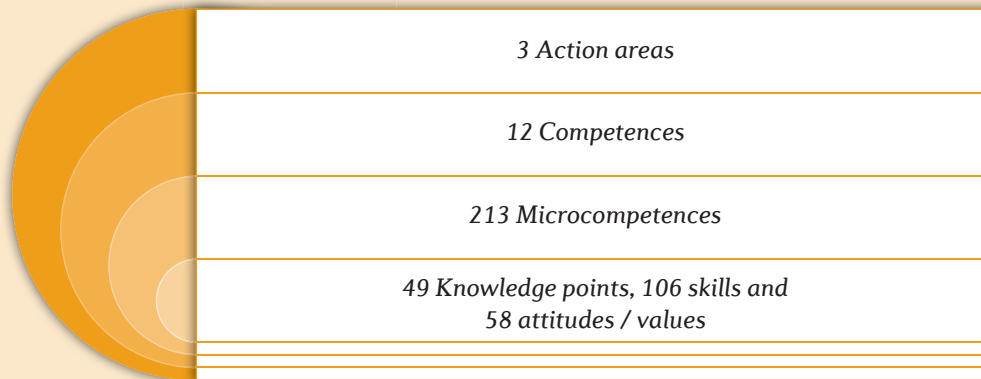 3 Action areas
12 Competences
213 Microcompetences
49 Knowledge points, 106 skills and
58 attitudes / values